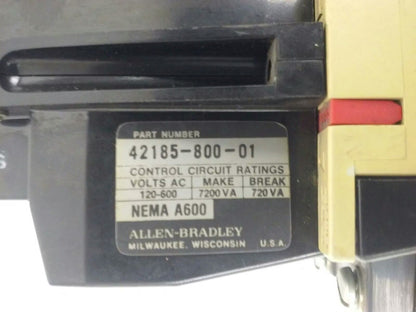 PART NUMBER
42185-800-01
CONTROL CIRCUIT RATINGS
VOLTS AC MAKE BREAK
120-600 7200 VA 720 VA
NEMA A600
ALLEN-BRADLEY
MILWAUKEE, WISCONSIN U.S.A.
S